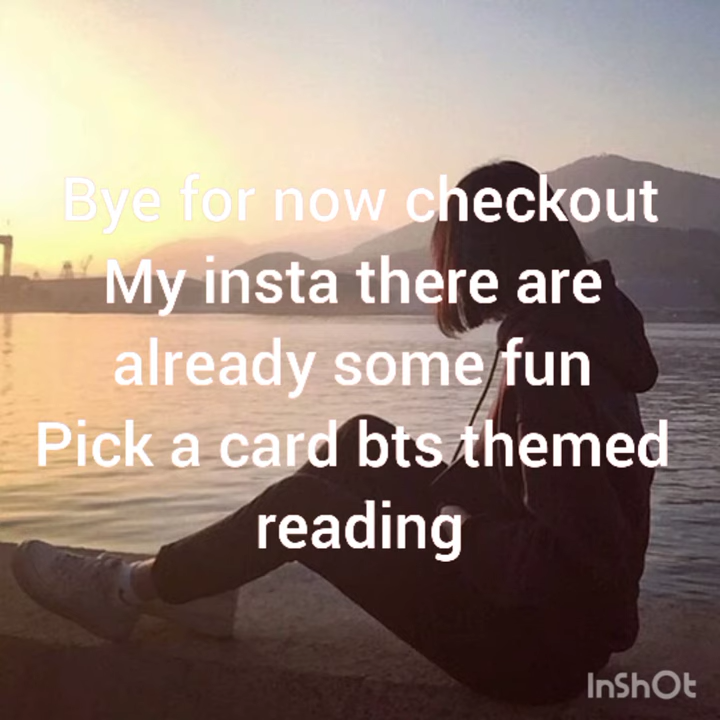 Bye for now checkout
My insta there are
already some fun
Pick a card bts themed
reading
InShOt